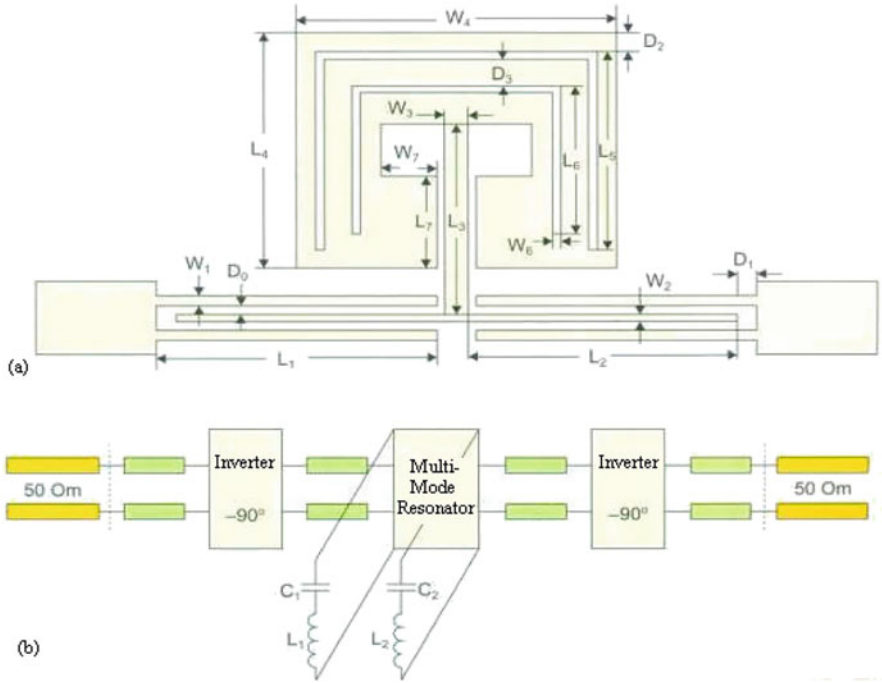 W4
D2
D3
W3
L4
W7
L6
L5
L7
L3
W6
W1
D0
D1
W2
L1
L2
(a)
Inverter
Multi-
Mode
Resonator
Inverter
50 Om
50 Om
–90°
–90°
C1
C2
L1
L2
(b)